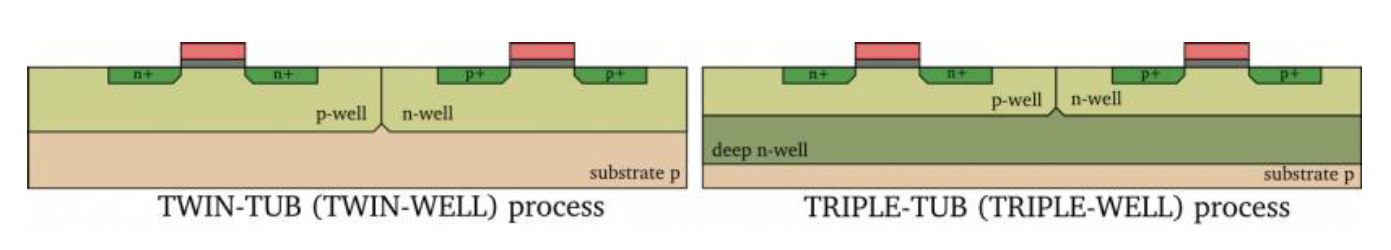 n+ n+ p+ p+
p-well n-well
substrate p
TWIN-TUB (TWIN-WELL) process
n+ n+ p+ p+
p-well n-well
deep n-well
substrate p
TRIPLE-TUB (TRIPLE-WELL) process